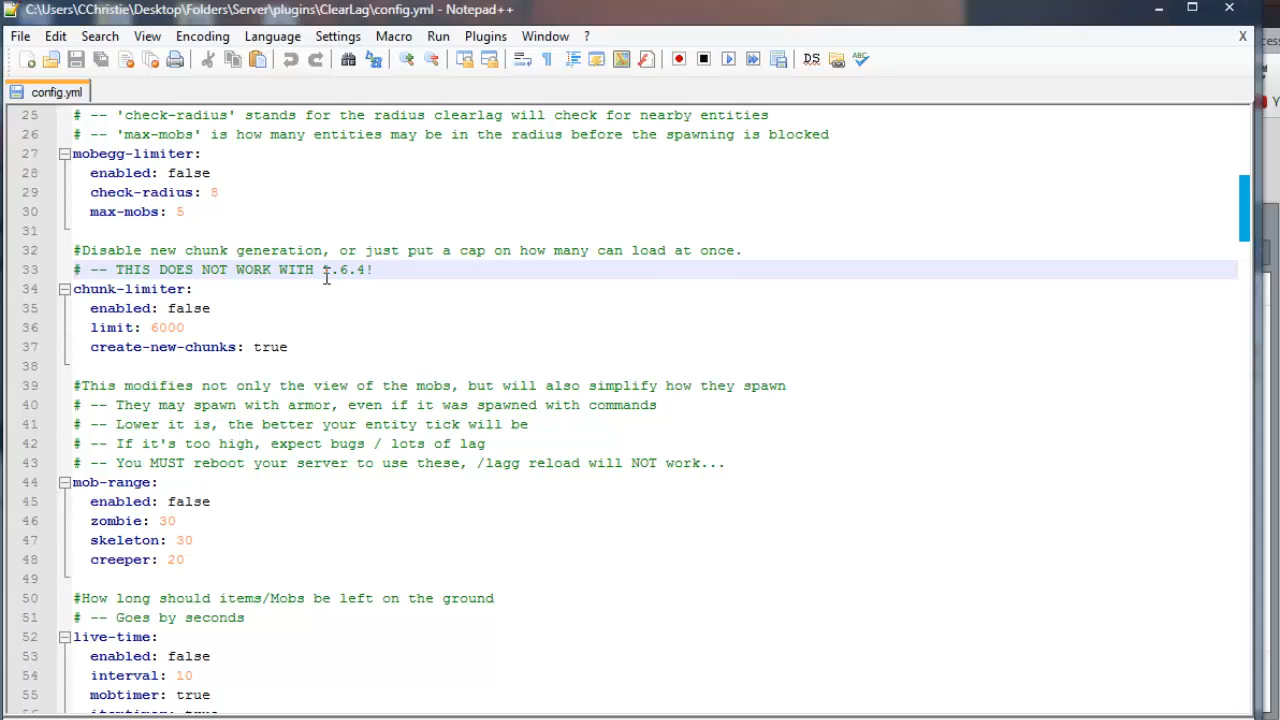 C:\Users\CChristie\Desktop\Folders\Server\plugins\ClearLag\config.yml - Notepad++
File Edit Search View Encoding Language Settings Macro Run Plugins Window ? X
DS ABC
config.yml
25 # -- 'check-radius' stands for the radius clearlag will check for nearby entities
26 # -- 'max-mobs' is how many entities may be in the radius before the spawning is blocked
27 mobegg-limiter:
28 enabled: false
29 check-radius: 8
30 max-mobs: 5
31
32 #Disable new chunk generation, or just put a cap on how many can load at once.
33 # -- THIS DOES NOT WORK WITH 1.6.4!
34 chunk-limiter:
35 enabled: false
36 limit: 6000
37 create-new-chunks: true
38
39 #This modifies not only the view of the mobs, but will also simplify how they spawn
40 # -- They may spawn with armor, even if it was spawned with commands
41 # -- Lower it is, the better your entity tick will be
42 # -- If it's too high, expect bugs / lots of lag
43 # -- You MUST reboot your server to use these, /lagg reload will NOT work...
44 mob-range:
45 enabled: false
46 zombie: 30
47 skeleton: 30
48 creeper: 20
49
50 #How long should items/Mobs be left on the ground
51 # -- Goes by seconds
52 live-time:
53 enabled: false
54 interval: 10
55 mobtimer: true